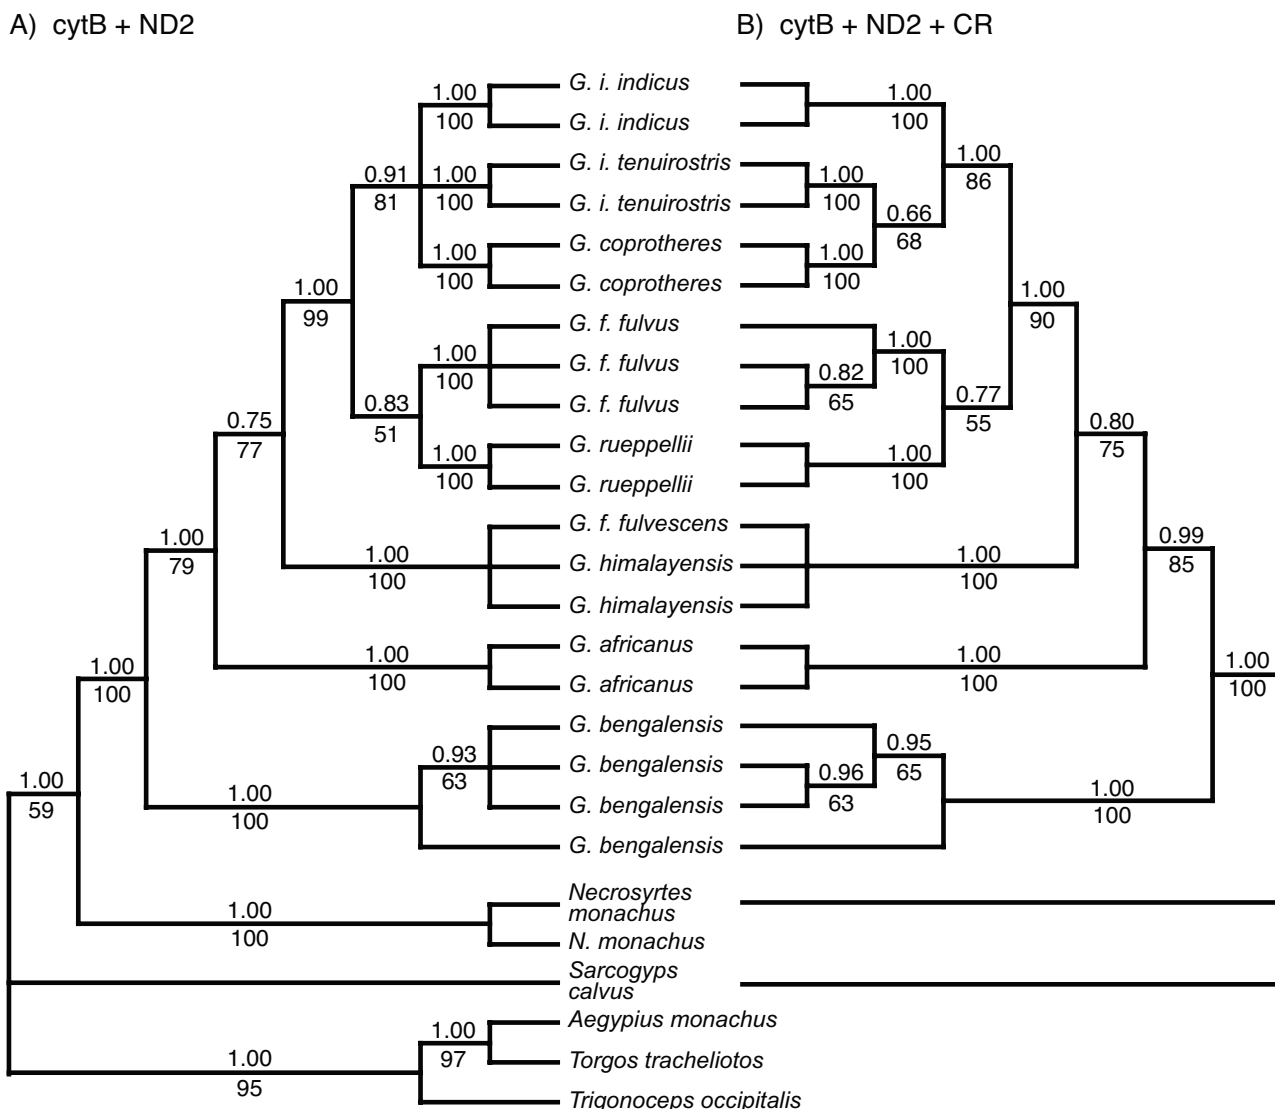 A) cytB + ND2
B) cytB + ND2 + CR
G. i. indicus
1.00
1.00
100
100
G. i. indicus
G. i. tenuirostris
1.00
0.91
1.00
1.00
81
100
100
86
G. i. tenuirostris
0.66
68
G. coprotheres
1.00
1.00
100
100
G. coprotheres
1.00
1.00
99
90
G. f. fulvus
1.00
1.00
100
100
G. f. fulvus
0.82
65
0.83
0.77
51
55
G. f. fulvus
0.75
0.80
77
75
G. rueppellii
1.00
1.00
100
100
G. rueppellii
G. f. fulvescens
1.00
0.99
79
85
1.00
1.00
100
100
G. himalayensis
G. himalayensis
G. africanus
1.00
1.00
100
100
1.00
1.00
100
100
G. africanus
G. bengalensis
0.93
0.95
63
65
G. bengalensis
0.96
63
1.00
59
1.00
1.00
100
100
G. bengalensis
G. bengalensis
Necrosyrtes
monachus
1.00
100
N. monachus
Sarcogyps
calvus
Aegypius monachus
1.00
97
1.00
95
Torgos tracheliotos
Trigonoceps occipitalis